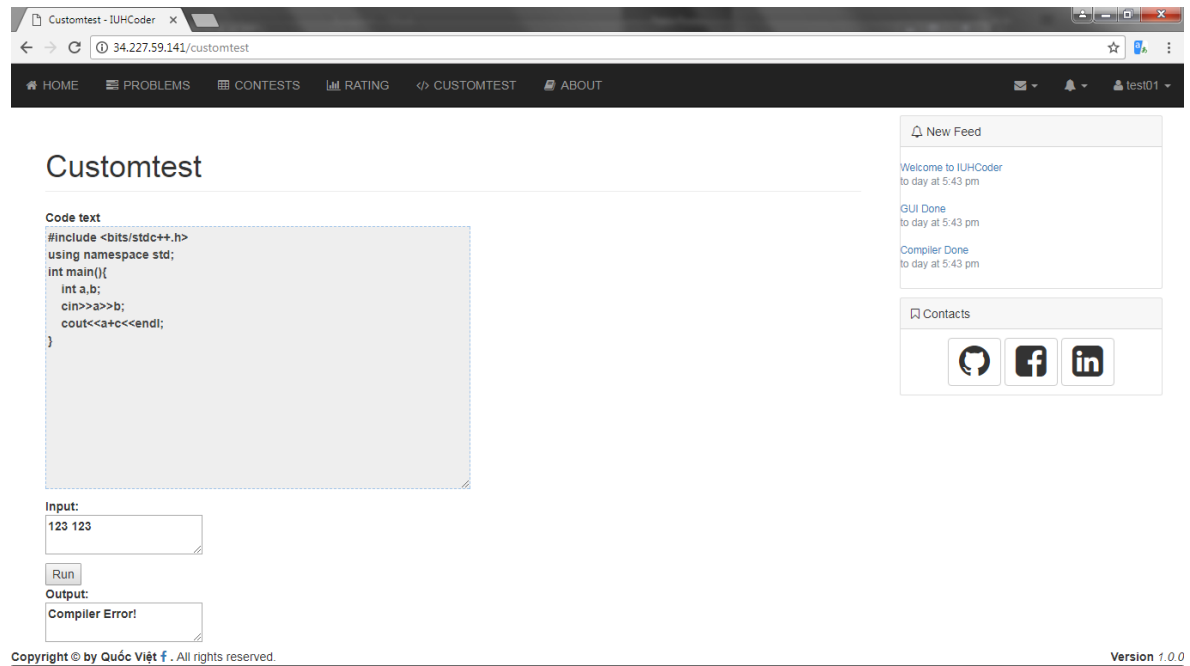 Customtest - IUHCoder
34.227.59.141/customtest
HOME PROBLEMS CONTESTS RATING </> CUSTOMTEST ABOUT test01
Customtest
Code text
#include <bits/stdc++.h>
using namespace std;
int main(){
int a,b;
cin>>a>>b;
cout<<a+c<<endl;
}
Input:
123 123
Run
Output:
Compiler Error!
New Feed
Welcome to IUHCoder
to day at 5:43 pm
GUI Done
to day at 5:43 pm
Compiler Done
to day at 5:43 pm
Contacts
Copyright © by Quốc Việt f . All rights reserved.
Version 1.0.0